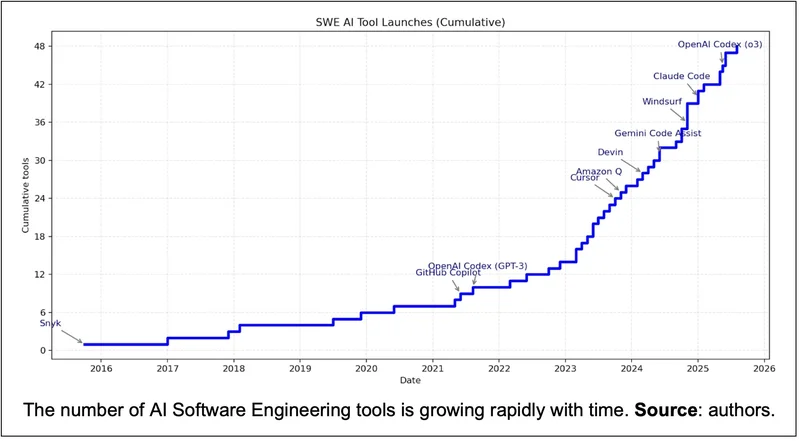 SWE AI Tool Launches (Cumulative)
48
42
36
30
24
18
12
6
0
Cumulative tools
OpenAI Codex (o3)
Claude Code
Windsurf
Gemini Code Assist
Devin
Amazon Q
Cursor
OpenAI Codex (GPT-3)
GitHub Copilot
Snyk
2016 2017 2018 2019 2020 2021 2022 2023 2024 2025 2026
Date
The number of AI Software Engineering tools is growing rapidly with time. Source: authors.